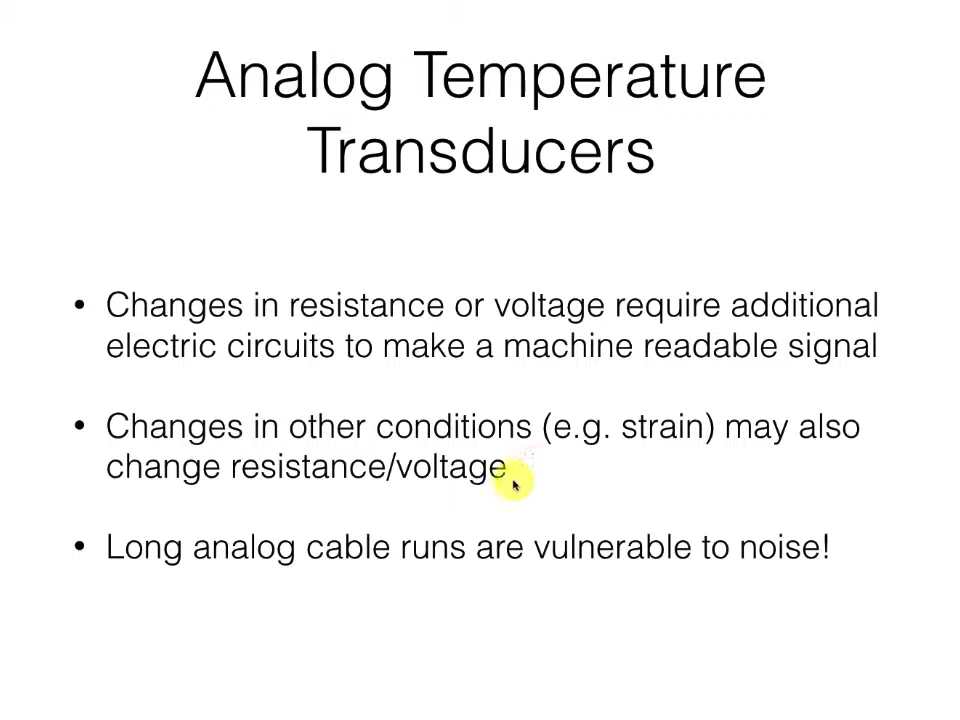 Analog Temperature
Transducers
• Changes in resistance or voltage require additional
electric circuits to make a machine readable signal
• Changes in other conditions (e.g. strain) may also
change resistance/voltage
• Long analog cable runs are vulnerable to noise!